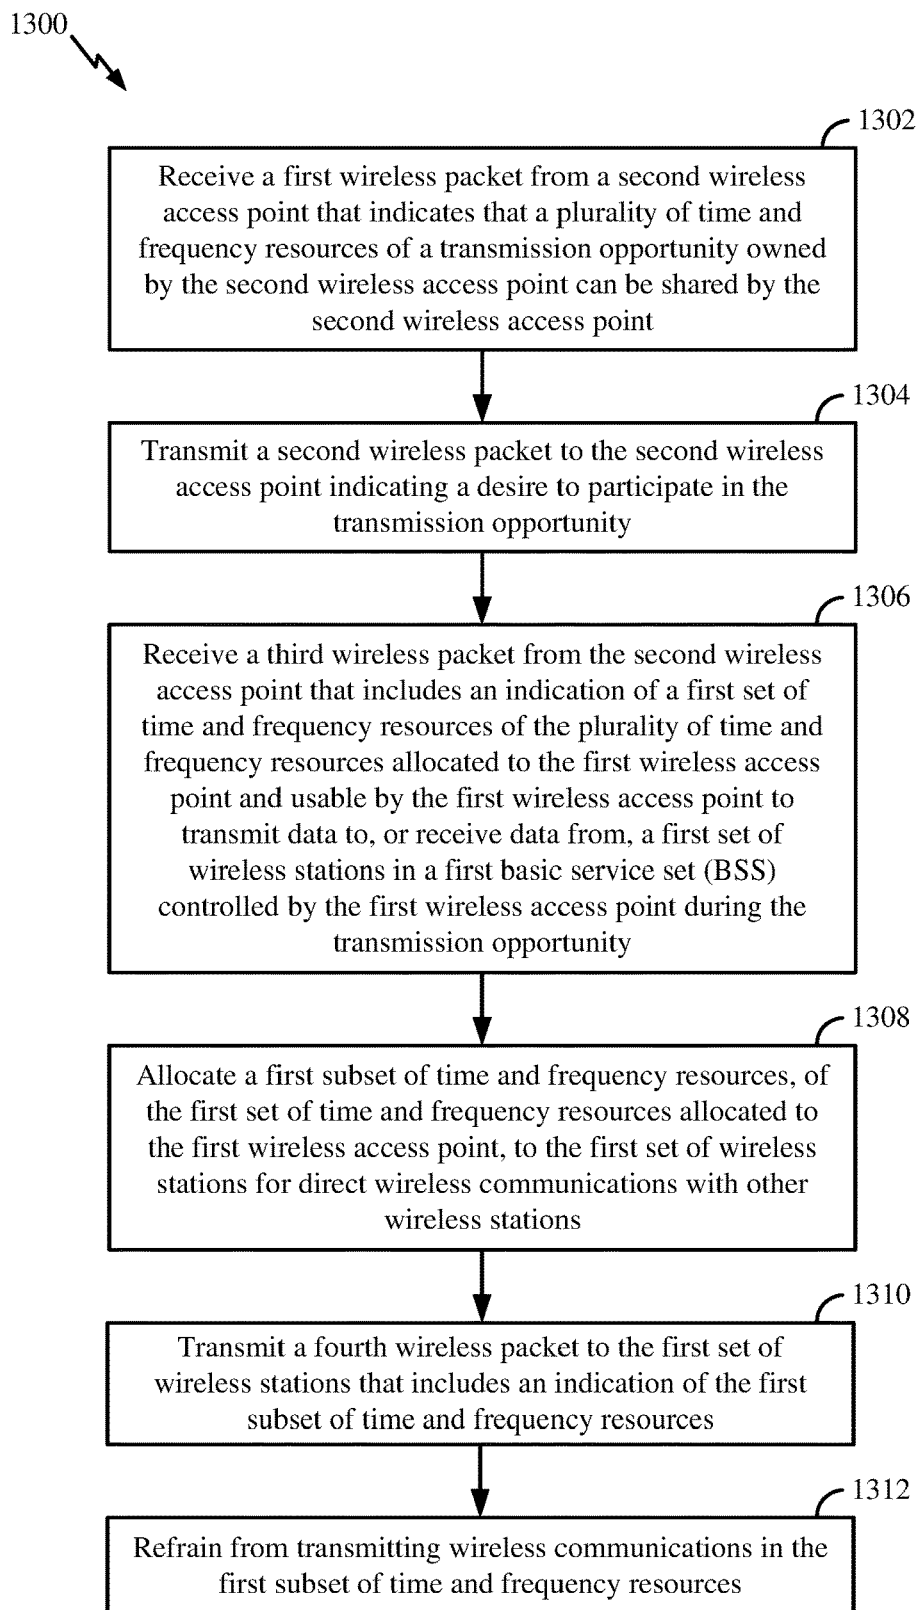 1300
1302
Receive a first wireless packet from a second wireless
access point that indicates that a plurality of time and
frequency resources of a transmission opportunity owned
by the second wireless access point can be shared by the
second wireless access point
1304
Transmit a second wireless packet to the second wireless
access point indicating a desire to participate in the
transmission opportunity
1306
Receive a third wireless packet from the second wireless
access point that includes an indication of a first set of
time and frequency resources of the plurality of time and
frequency resources allocated to the first wireless access
point and usable by the first wireless access point to
transmit data to, or receive data from, a first set of
wireless stations in a first basic service set (BSS)
controlled by the first wireless access point during the
transmission opportunity
1308
Allocate a first subset of time and frequency resources, of
the first set of time and frequency resources allocated to
the first wireless access point, to the first set of wireless
stations for direct wireless communications with other
wireless stations
1310
Transmit a fourth wireless packet to the first set of
wireless stations that includes an indication of the first
subset of time and frequency resources
1312
Refrain from transmitting wireless communications in the
first subset of time and frequency resources